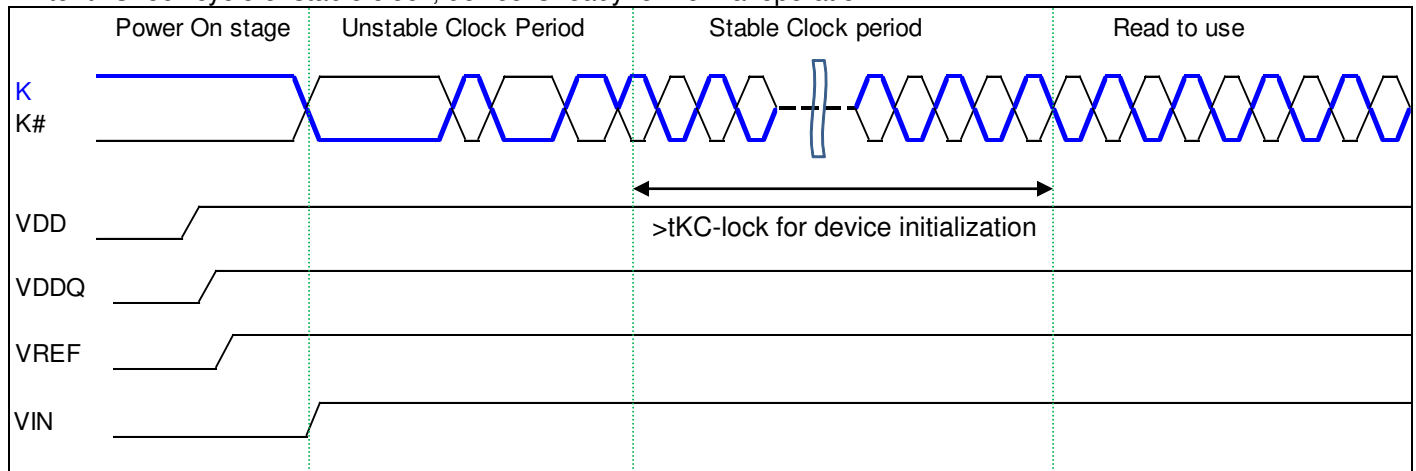 Power On stage Unstable Clock Period Stable Clock period Read to use
K
K#
VDD
>tKC-lock for device initialization
VDDQ
VREF
VIN